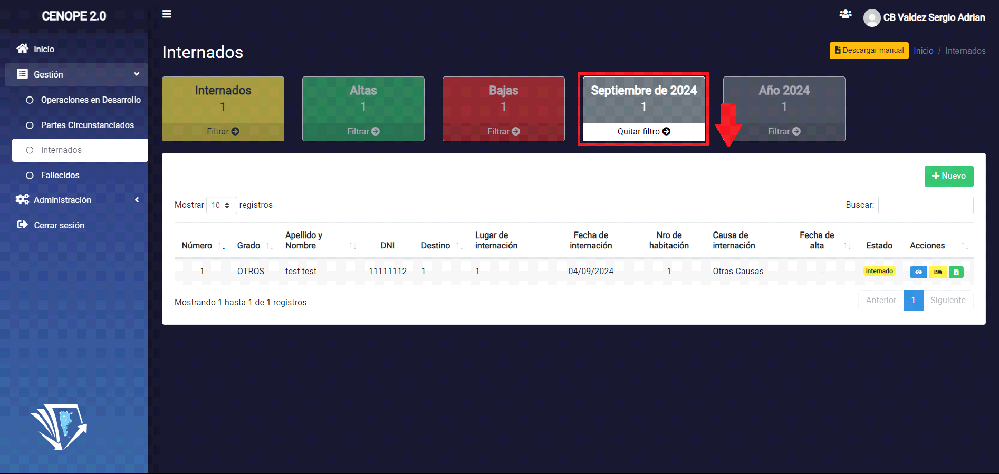 CENOPE 2.0
CB Valdez Sergio Adrian
Inicio
Gestión
Operaciones en Desarrollo
Partes Circunstanciados
Internados
Fallecidos
Administración
Cerrar sesión
Internados
Descargar manual
Inicio / Internados
Internados
1
Filtrar
Altas
1
Filtrar
Bajas
1
Filtrar
Septiembre de 2024
1
Quitar filtro
Año 2024
1
Filtrar
Nuevo
Mostrar 10 registros
Buscar:
Número Grado Apellido y Nombre DNI Destino Lugar de internación Fecha de internación Nro de habitación Causa de internación Fecha de alta Estado Acciones
1 OTROS test test 11111112 1 1 04/09/2024 1 Otras Causas - internado
Mostrando 1 hasta 1 de 1 registros
Anterior 1 Siguiente